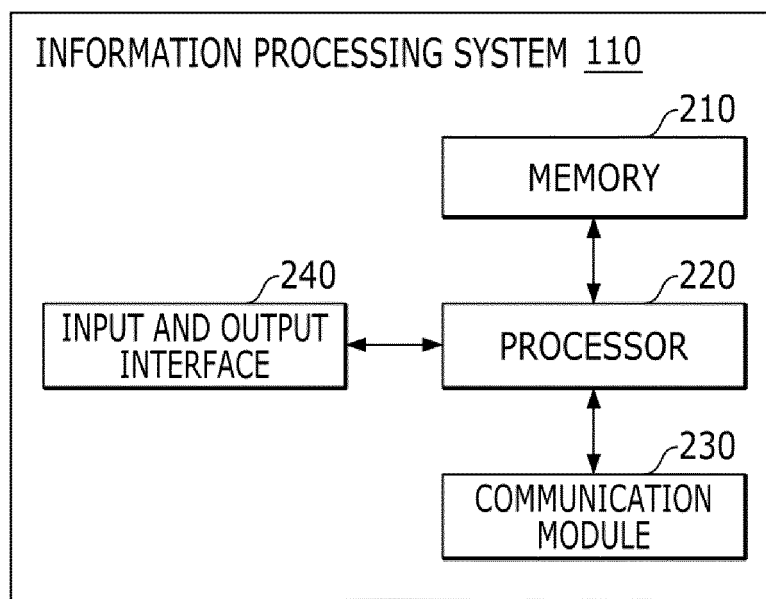 INFORMATION PROCESSING SYSTEM 110
210
MEMORY
240
220
INPUT AND OUTPUT
INTERFACE
PROCESSOR
230
COMMUNICATION
MODULE